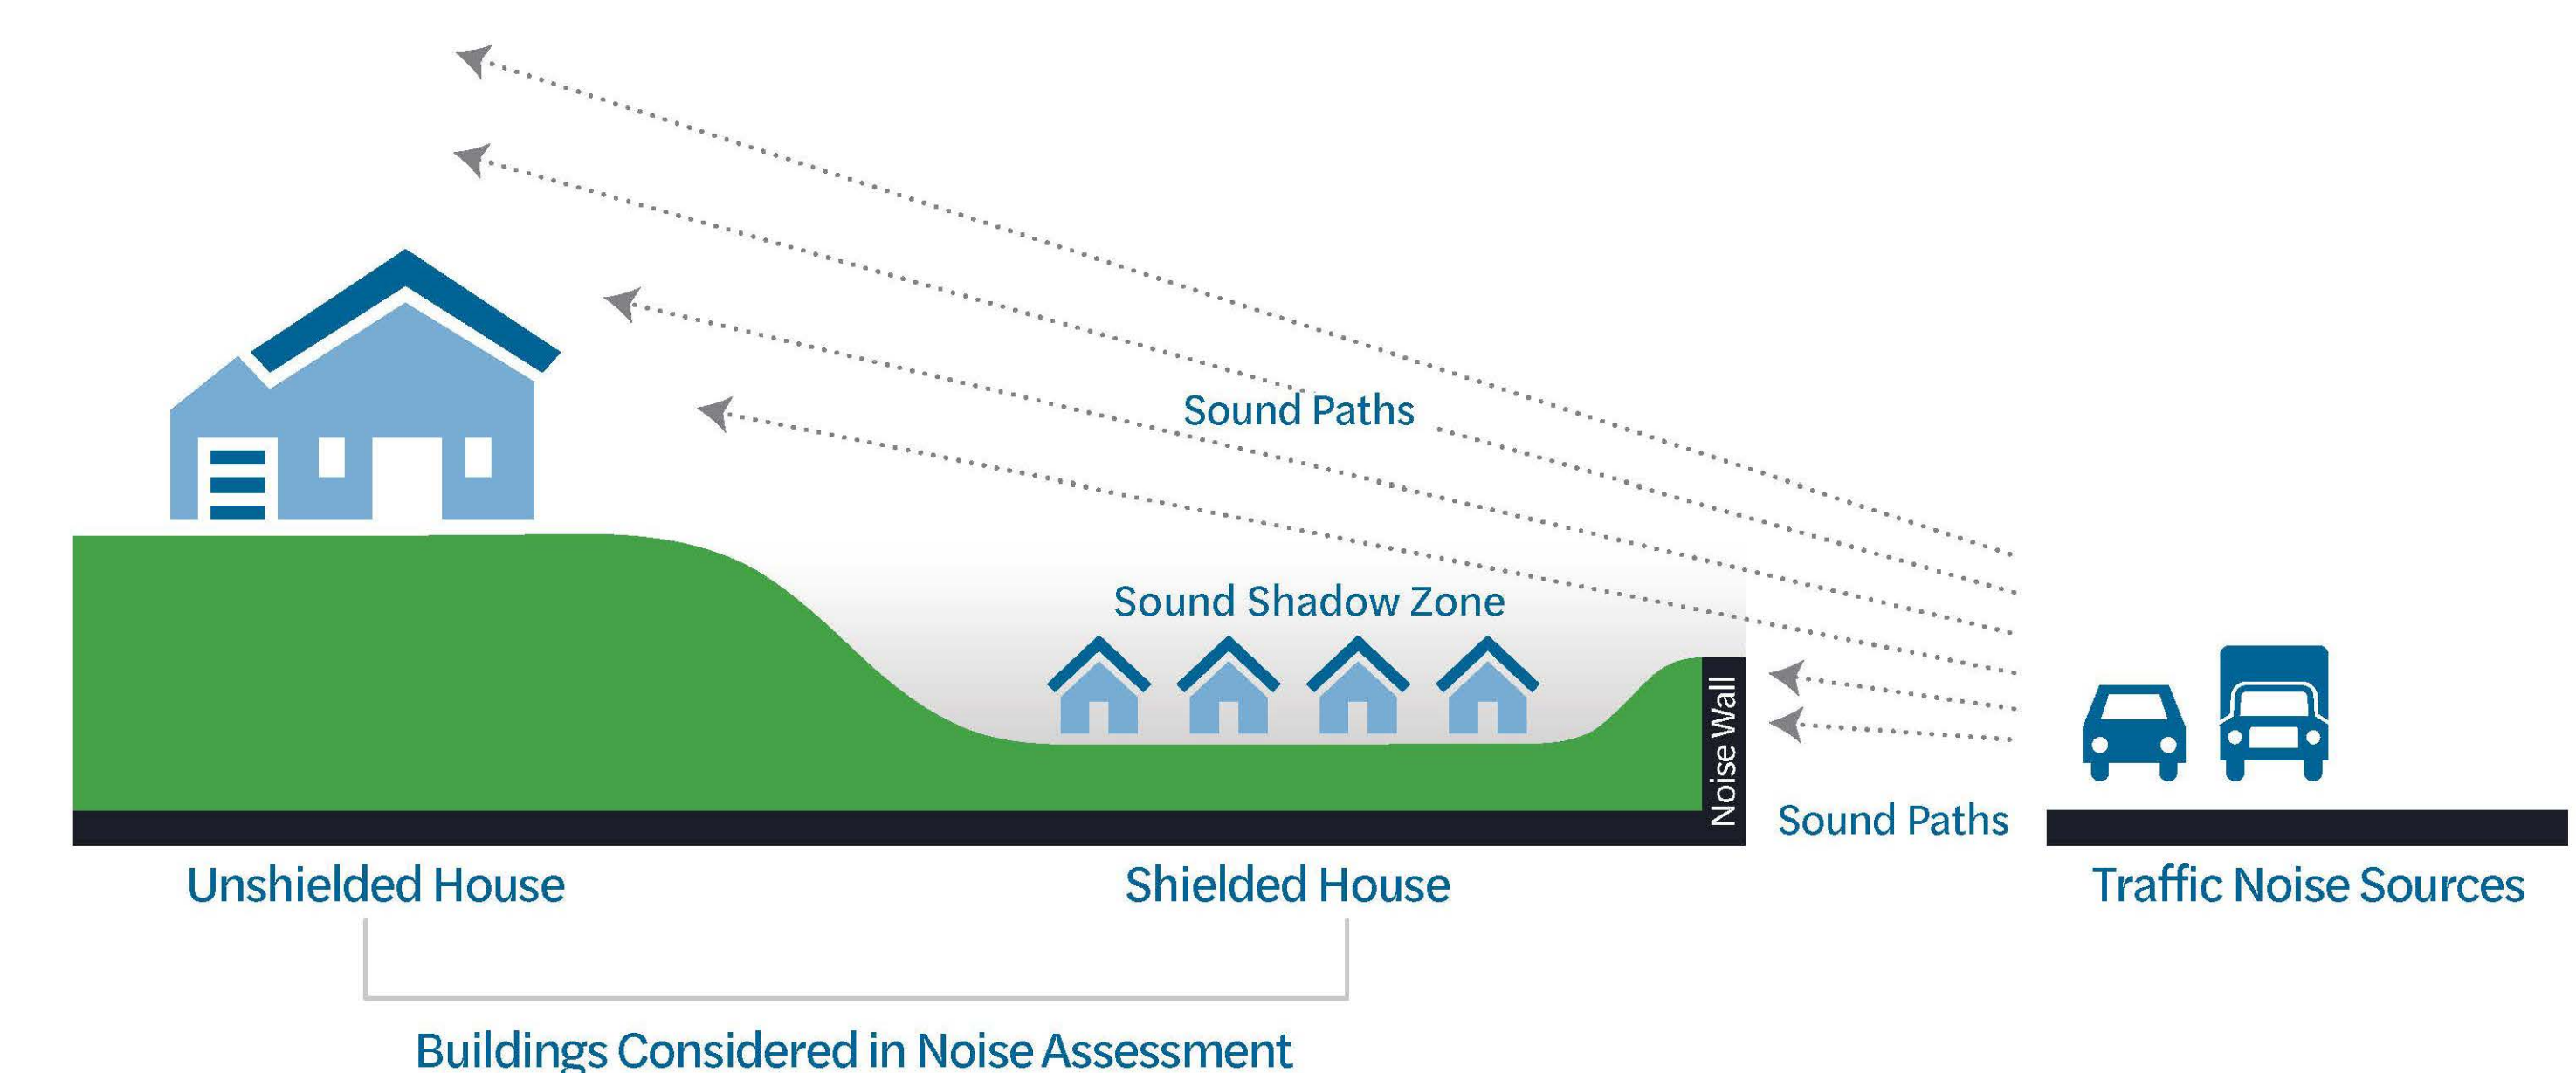 Sound Paths
Sound Shadow Zone
Noise Wall
Sound Paths
Unshielded House
Shielded House
Traffic Noise Sources
Buildings Considered in Noise Assessment